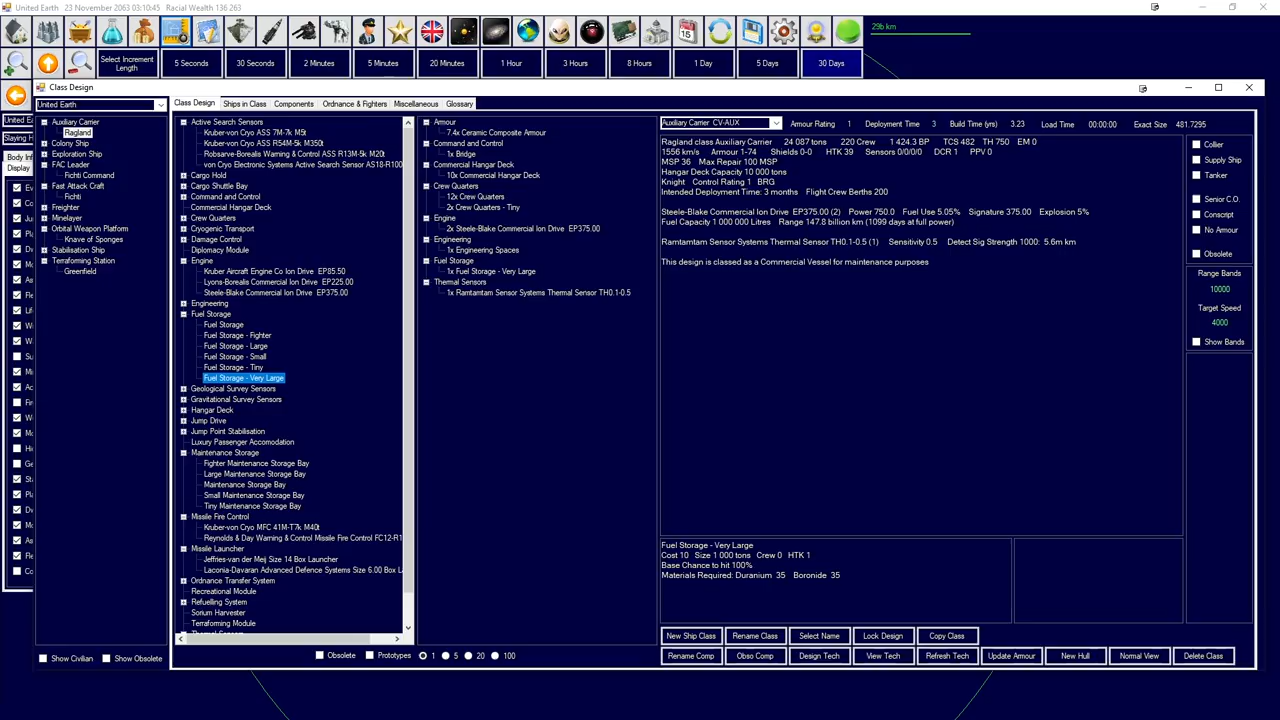 United Earth   23 November 2063 03:10:45   Racial Wealth 136 263
29b km
Select Increment Length
5 Seconds
30 Seconds
2 Minutes
5 Minutes
20 Minutes
1 Hour
3 Hours
8 Hours
1 Day
5 Days
30 Days
Class Design
United Earth
Auxiliary Carrier
Ragland
Colony Ship
Exploration Ship
FAC Leader
Fichti Command
Fast Attack Craft
Fichti
Freighter
Minelayer
Orbital Weapon Platform
Knave of Sponges
Stabilisation Ship
Terraforming Station
Greenfield
Show Civilian
Show Obsolete
Class Design
Ships in Class
Components
Ordnance & Fighters
Miscellaneous
Glossary
Active Search Sensors
Kruber-von Cryo ASS 7M-7k M5t
Kruber-von Cryo ASS R54M-5k M350t
Robsarve-Borealis Warning & Control ASS R13M-5k M20t
von Cryo Electronic Systems Active Search Sensor AS18-R100
Cargo Hold
Cargo Shuttle Bay
Command and Control
Commercial Hangar Deck
Crew Quarters
Cryogenic Transport
Damage Control
Diplomacy Module
Engine
Kruber Aircraft Engine Co Ion Drive  EP85.50
Lyons-Borealis Commercial Ion Drive  EP225.00
Steele-Blake Commercial Ion Drive  EP375.00
Engineering
Fuel Storage
Fuel Storage
Fuel Storage - Fighter
Fuel Storage - Large
Fuel Storage - Small
Fuel Storage - Tiny
Fuel Storage - Very Large
Geological Survey Sensors
Gravitational Survey Sensors
Hangar Deck
Jump Drive
Jump Point Stabilisation
Luxury Passenger Accomodation
Maintenance Storage
Fighter Maintenance Storage Bay
Large Maintenance Storage Bay
Maintenance Storage Bay
Small Maintenance Storage Bay
Tiny Maintenance Storage Bay
Missile Fire Control
Kruber-von Cryo MFC 41M-T7k M40t
Reynolds & Day Warning & Control Missile Fire Control FC12-R1
Missile Launcher
Jeffries-van der Meij Size 14 Box Launcher
Laconia-Davaran Advanced Defence Systems Size 6.00 Box L
Ordnance Transfer System
Recreational Module
Refuelling System
Sorium Harvester
Terraforming Module
Obsolete
Prototypes
1
5
20
100
Armour
7.4x Ceramic Composite Armour
Command and Control
1x Bridge
Commercial Hangar Deck
10x Commercial Hangar Deck
Crew Quarters
12x Crew Quarters
2x Crew Quarters - Tiny
Engine
2x Steele-Blake Commercial Ion Drive  EP375.00
Engineering
1x Engineering Spaces
Fuel Storage
1x Fuel Storage - Very Large
Thermal Sensors
1x Ramtamtam Sensor Systems Thermal Sensor TH0.1-0.5
Auxiliary Carrier  CV-AUX
Armour Rating   1
Deployment Time   3
Build Time (yrs)   3.23
Load Time   00:00:00
Exact Size   481.7295
Ragland class Auxiliary Carrier   24 087 tons   220 Crew   1 424.3 BP   TCS 482   TH 750   EM 0
1556 km/s   Armour 1-74   Shields 0-0   HTK 39   Sensors 0/0/0/0   DCR 1   PPV 0
MSP 36   Max Repair 100 MSP
Hangar Deck Capacity 10 000 tons
Knight   Control Rating 1   BRG
Intended Deployment Time: 3 months   Flight Crew Berths 200
Steele-Blake Commercial Ion Drive  EP375.00 (2)   Power 750.0   Fuel Use 5.05%   Signature 375.00   Explosion 5%
Fuel Capacity 1 000 000 Litres   Range 147.8 billion km (1099 days at full power)
Ramtamtam Sensor Systems Thermal Sensor TH0.1-0.5 (1)   Sensitivity 0.5   Detect Sig Strength 1000:  5.6m km
This design is classed as a Commercial Vessel for maintenance purposes
Collier
Supply Ship
Tanker
Senior C.O.
Conscript
No Armour
Obsolete
Range Bands
10000
Target Speed
4000
Show Bands
Fuel Storage - Very Large
Cost 10   Size 1 000 tons   Crew 0   HTK 1
Base Chance to hit 100%
Materials Required: Duranium  35   Boronide  35
New Ship Class
Rename Class
Select Name
Lock Design
Copy Class
Rename Comp
Obso Comp
Design Tech
View Tech
Refresh Tech
Update Armour
New Hull
Normal View
Delete Class